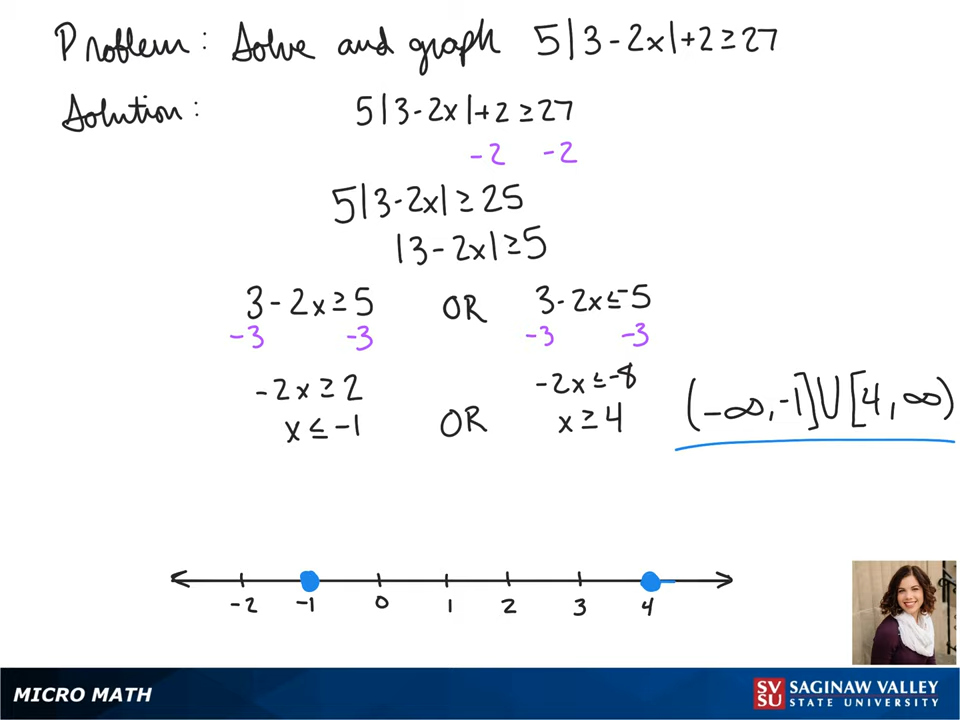 Problem: Solve and graph 5|3-2x|+2≥27
Solution: 5|3-2x|+2≥27
-2 -2
5|3-2x|≥25
|3-2x|≥5
3-2x≥5 OR 3-2x≤-5
-3 -3 -3 -3
-2x≥2 -2x≤-8
x≤-1 OR x≥4 (-∞,-1]U[4,∞)
-2 -1 0 1 2 3 4
MICRO MATH SVSU SAGINAW VALLEY STATE UNIVERSITY